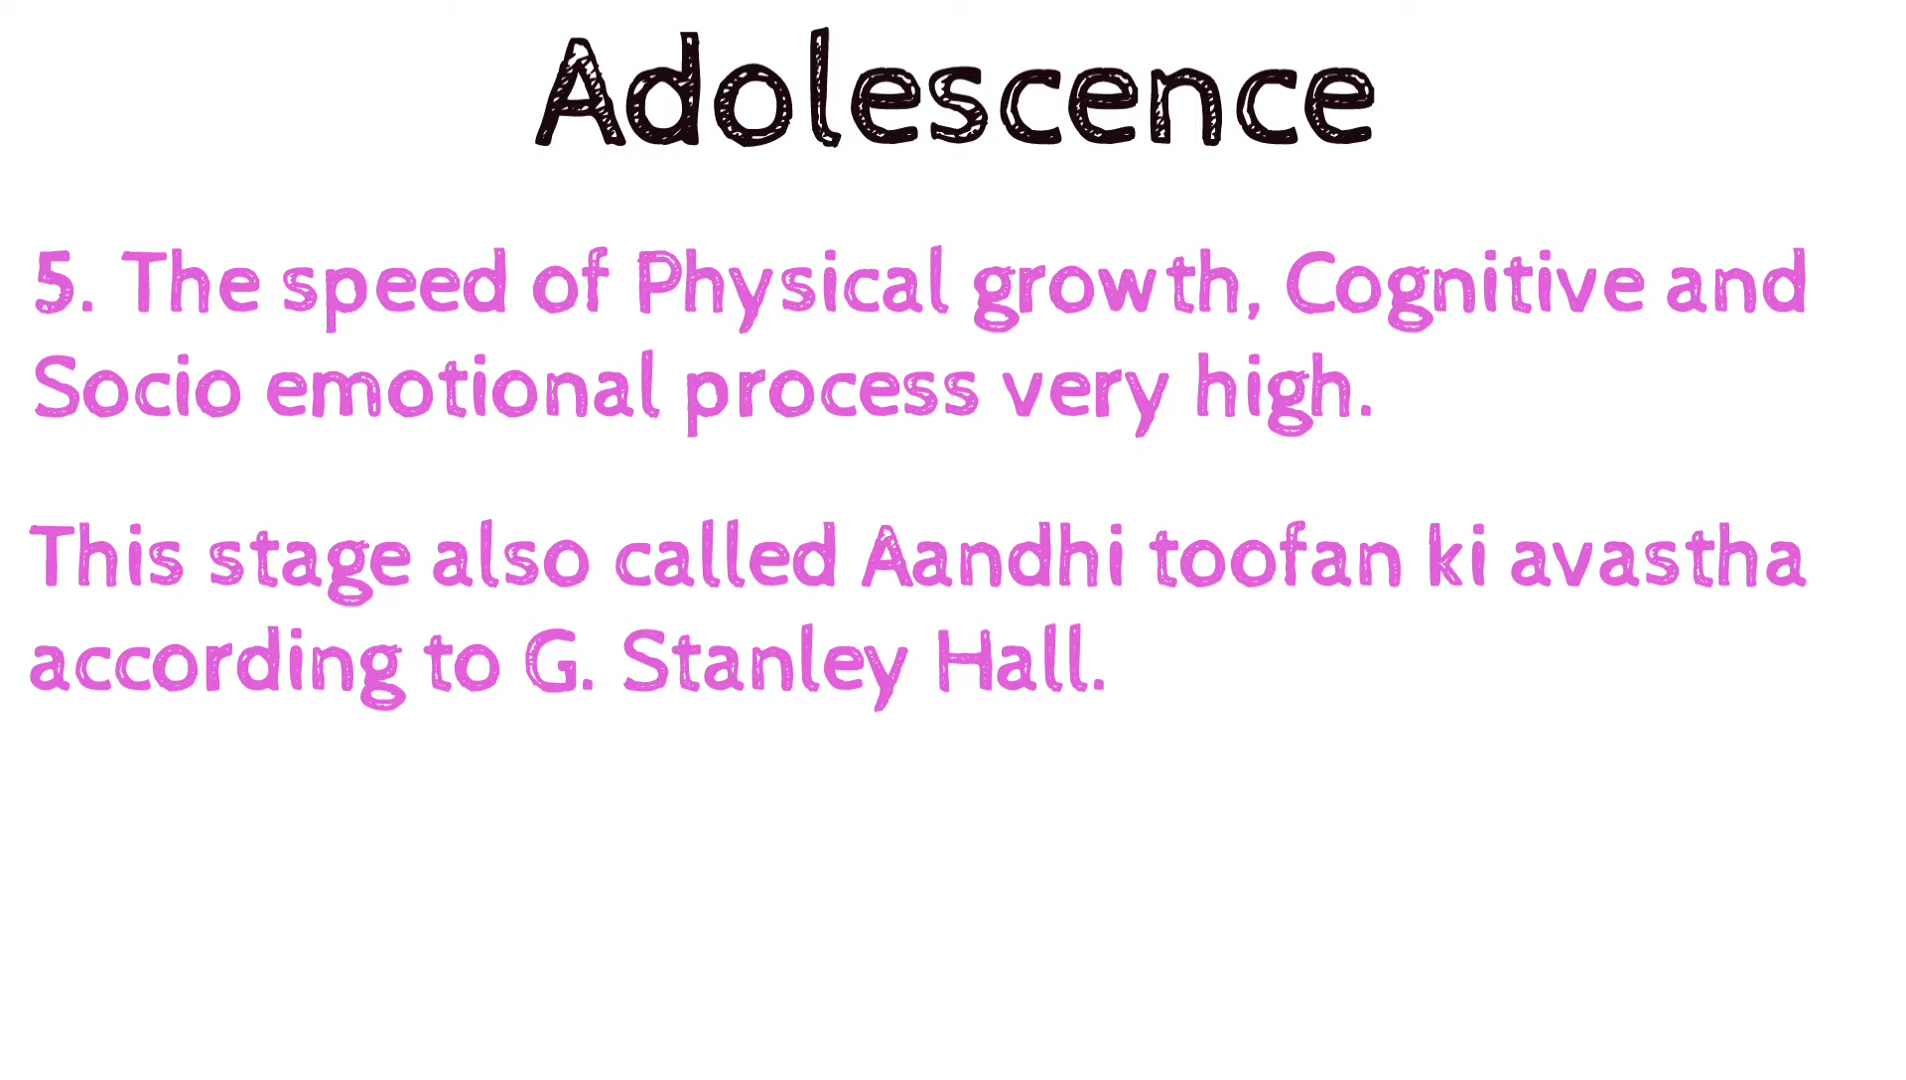 Adolescence
5. The speed of Physical growth, Cognitive and
Socio emotional process very high.
This stage also called Aandhi toofan ki avastha
according to G. Stanley Hall.